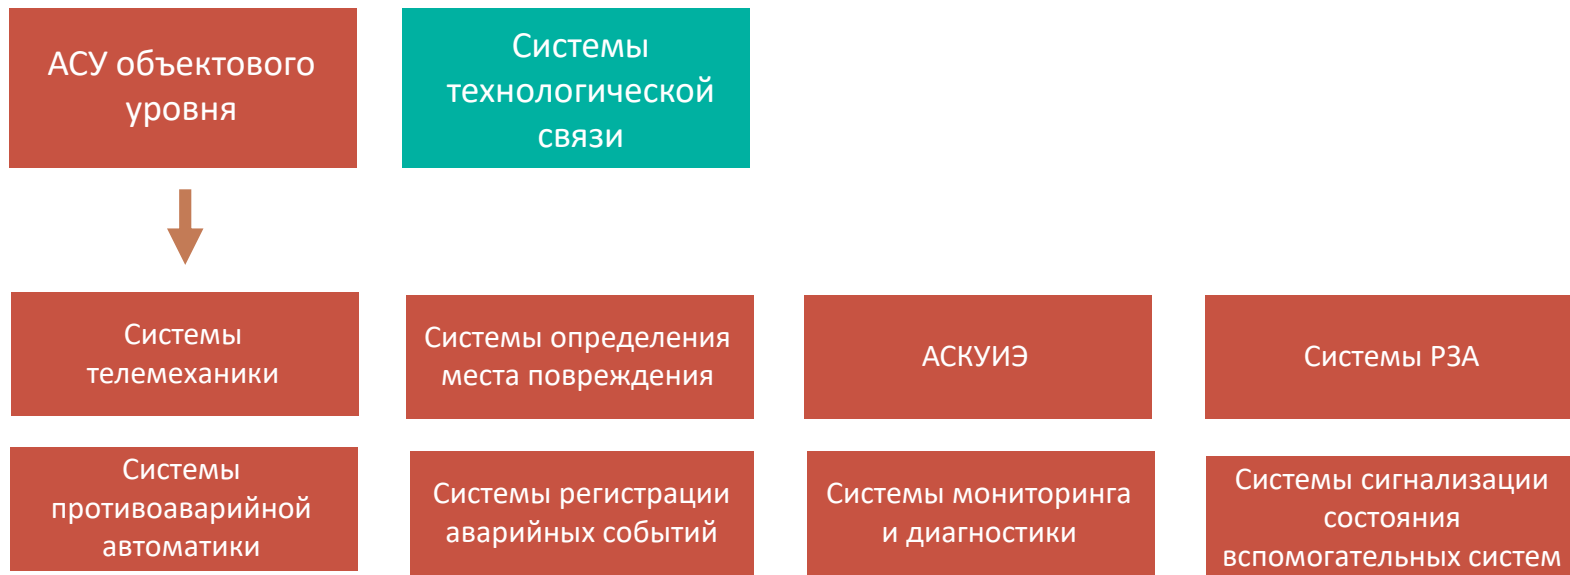 АСУ объектового
уровня
Системы
технологической
связи
Системы
телемеханики
Системы определения
места повреждения
АСКУИЭ
Системы РЗА
Системы
противоаварийной
автоматики
Системы регистрации
аварийных событий
Системы мониторинга
и диагностики
Системы сигнализации
состояния
вспомогательных систем